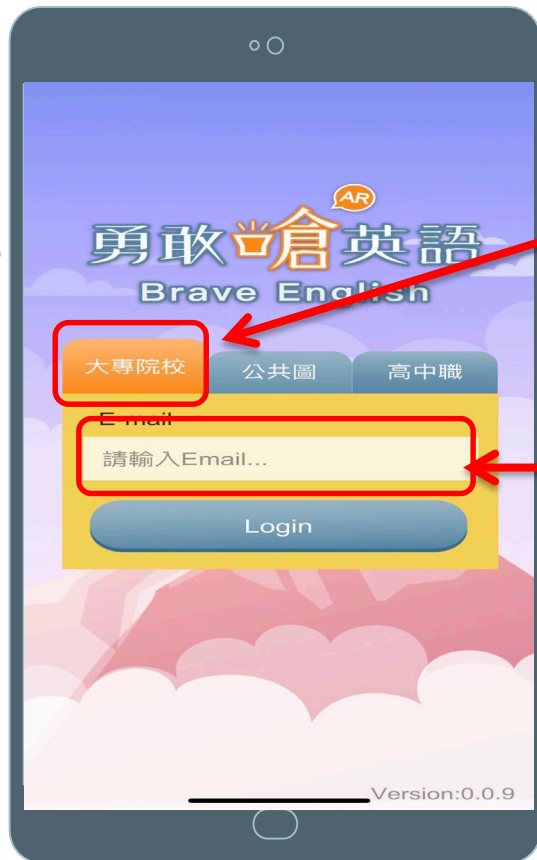 AR
勇敢嗆英語
Brave English
大專院校 公共圖 高中職
E-mail
請輸入Email...
Login
Version:0.0.9